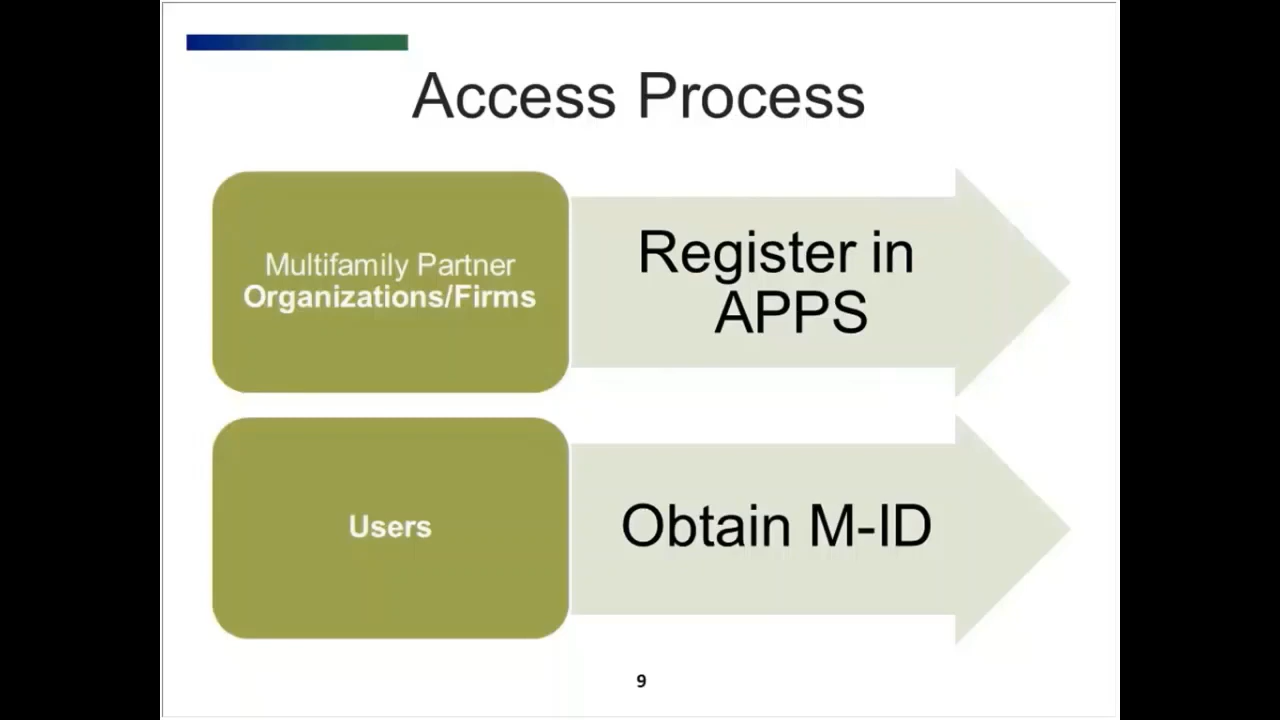 Access Process
Multifamily Partner
Organizations/Firms
Register in
APPS
Users
Obtain M-ID
9